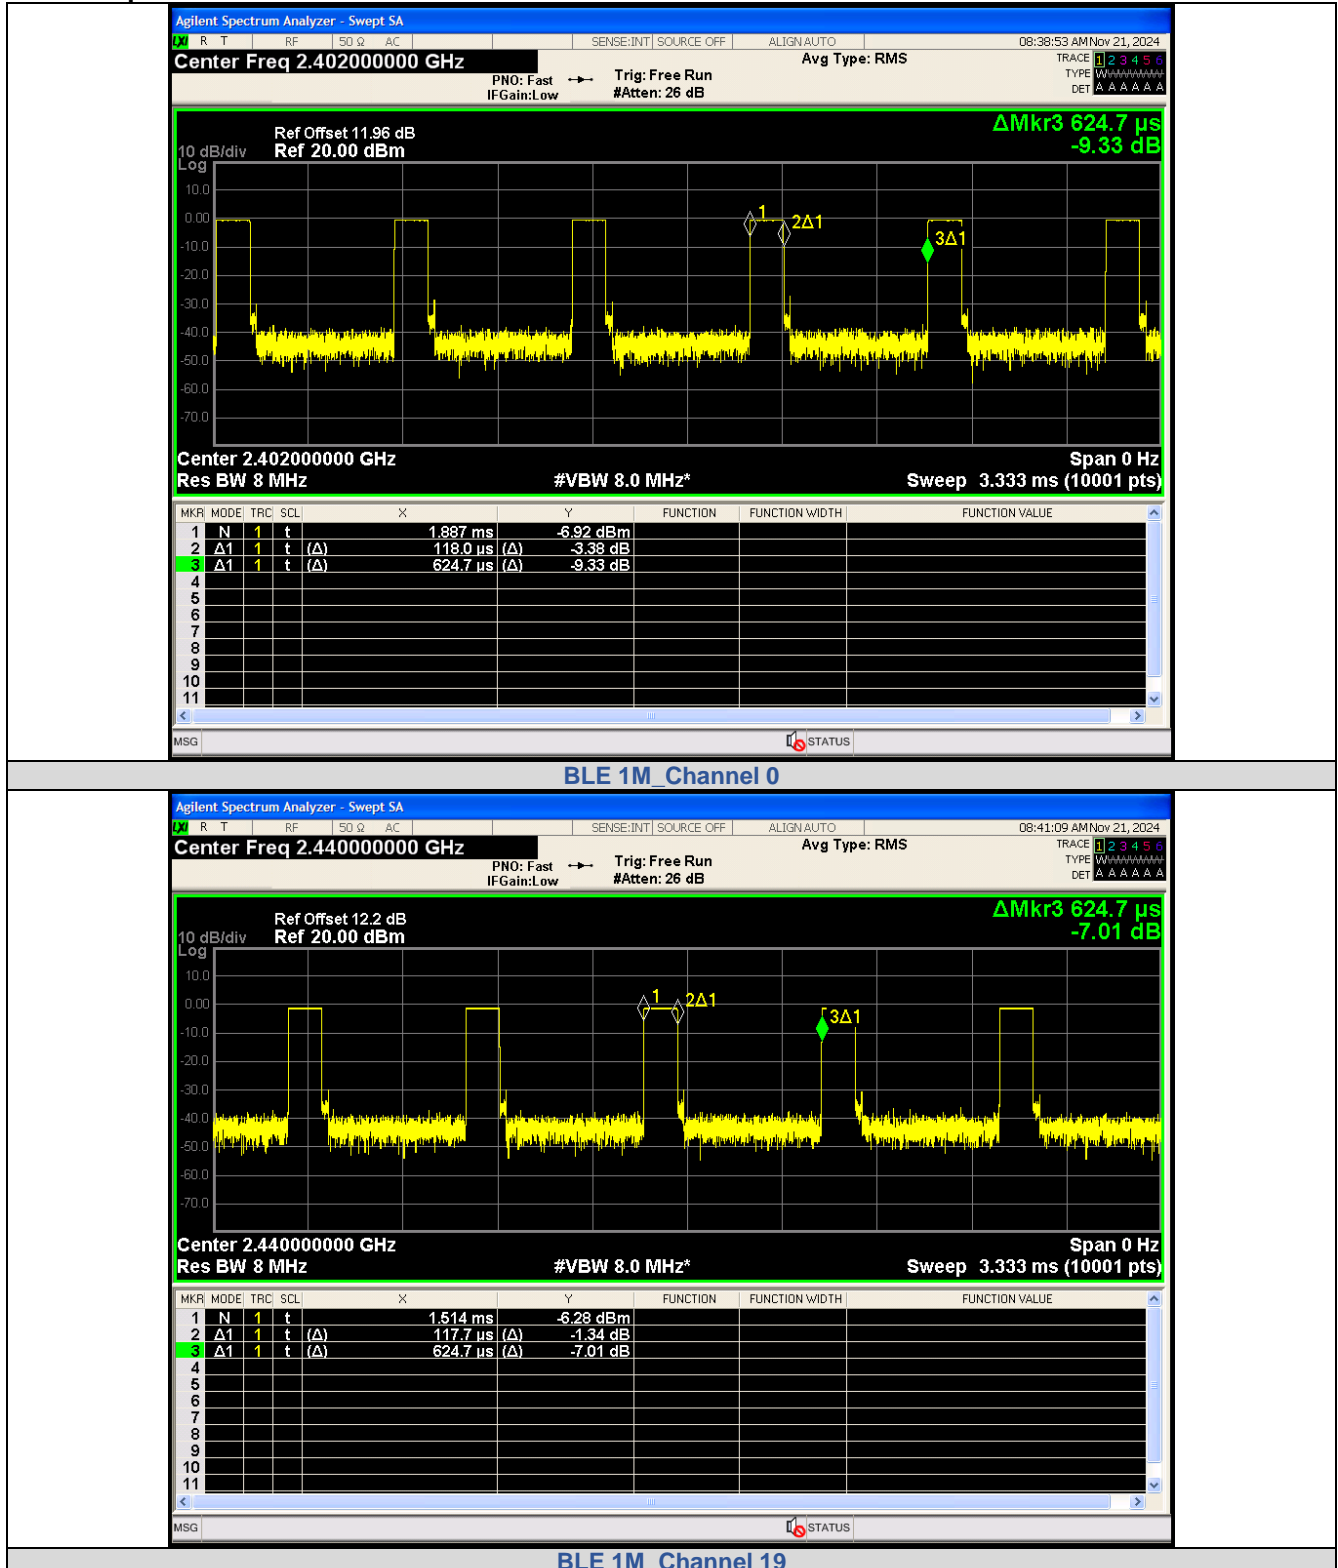 Agilent Spectrum Analyzer - Swept SA
LXI R T RF 50 Ω AC SENSE:INT SOURCE OFF ALIGN AUTO 08:38:53 AM Nov 21, 2024
Center Freq 2.402000000 GHz Avg Type: RMS TRACE 1 2 3 4 5 6
PNO: Fast Trig: Free Run TYPE W
IFGain:Low #Atten: 26 dB DET A A A A A A
ΔMkr3 624.7 µs
Ref Offset 11.96 dB
10 dB/div Ref 20.00 dBm -9.33 dB
Log
10.0
0.00
-10.0
-20.0
-30.0
-40.0
-50.0
-60.0
-70.0
1 2Δ1
3Δ1
Center 2.402000000 GHz Span 0 Hz
Res BW 8 MHz #VBW 8.0 MHz* Sweep 3.333 ms (10001 pts)
MKR MODE TRC SCL X Y FUNCTION FUNCTION WIDTH FUNCTION VALUE
1 N 1 t 1.887 ms -6.92 dBm
2 Δ1 1 t (Δ) 118.0 µs (Δ) -3.38 dB
3 Δ1 1 t (Δ) 624.7 µs (Δ) -9.33 dB
4
5
6
7
8
9
10
11
MSG STATUS
BLE 1M_Channel 0
Agilent Spectrum Analyzer - Swept SA
LXI R T RF 50 Ω AC SENSE:INT SOURCE OFF ALIGN AUTO 08:41:09 AM Nov 21, 2024
Center Freq 2.440000000 GHz Avg Type: RMS TRACE 1 2 3 4 5 6
PNO: Fast Trig: Free Run TYPE W
IFGain:Low #Atten: 26 dB DET A A A A A A
ΔMkr3 624.7 µs
Ref Offset 12.2 dB
10 dB/div Ref 20.00 dBm -7.01 dB
Log
10.0
0.00
-10.0
-20.0
-30.0
-40.0
-50.0
-60.0
-70.0
1 2Δ1
3Δ1
Center 2.440000000 GHz Span 0 Hz
Res BW 8 MHz #VBW 8.0 MHz* Sweep 3.333 ms (10001 pts)
MKR MODE TRC SCL X Y FUNCTION FUNCTION WIDTH FUNCTION VALUE
1 N 1 t 1.514 ms -6.28 dBm
2 Δ1 1 t (Δ) 117.7 µs (Δ) -1.34 dB
3 Δ1 1 t (Δ) 624.7 µs (Δ) -7.01 dB
4
5
6
7
8
9
10
11
MSG STATUS
BLE 1M_Channel 19